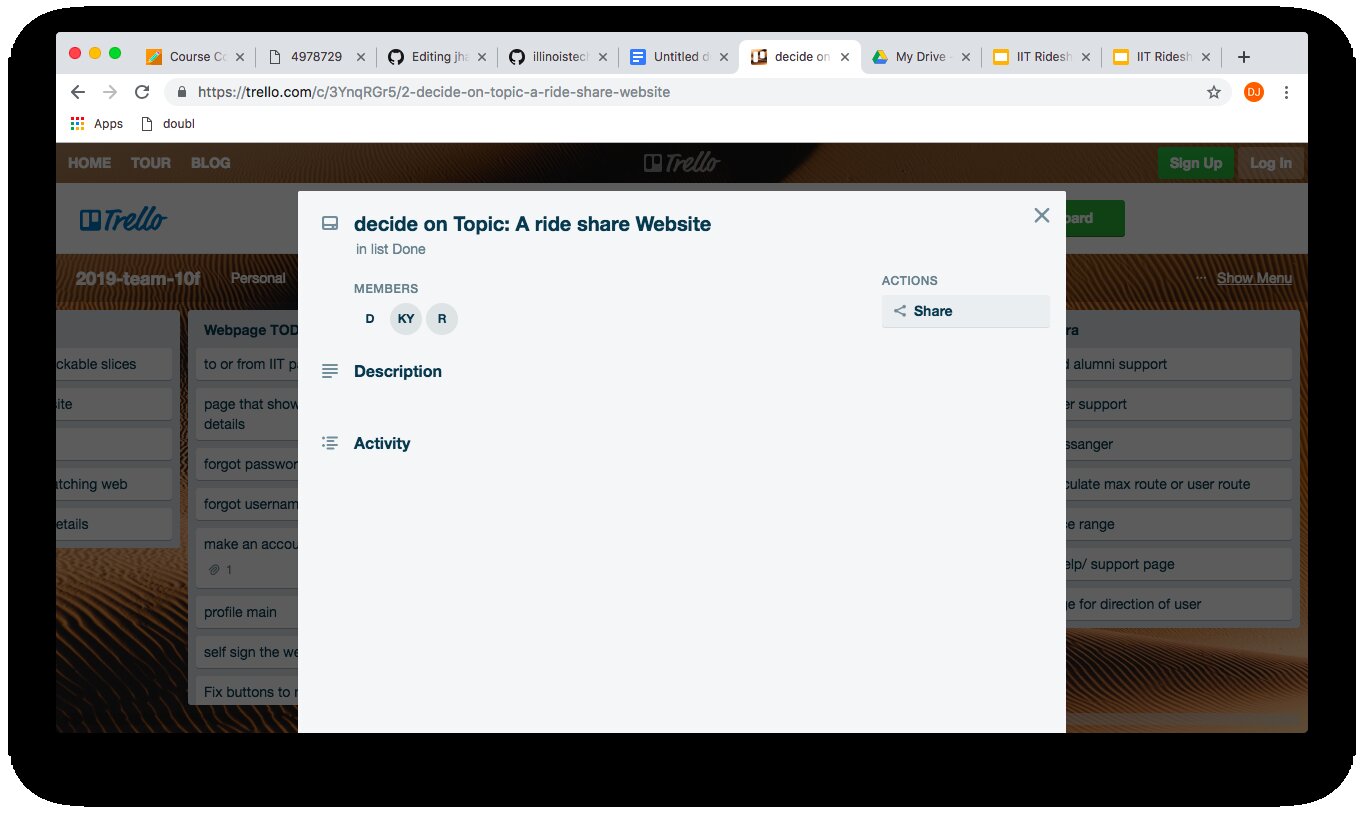 Course Co
4978729
Editing jha
illinoistech
Untitled d
decide on
My Drive -
IIT Ridesh
IIT Ridesh
https://trello.com/c/3YnqRGr5/2-decide-on-topic-a-ride-share-website
DJ
Apps
doubl
HOME
TOUR
BLOG
Trello
Sign Up
Log In
Trello
oard
2019-team-10f
Personal
... Show Menu
decide on Topic: A ride share Website
in list Done
MEMBERS
D
KY
R
ACTIONS
Share
Description
Activity
ckable slices
ite
atching web
etails
Webpage TOD
to or from IIT p
page that show
details
forgot passwor
forgot usernam
make an accou
1
profile main
self sign the we
Fix buttons to r
ra
d alumni support
er support
ssanger
culate max route or user route
ce range
elp/ support page
ge for direction of user